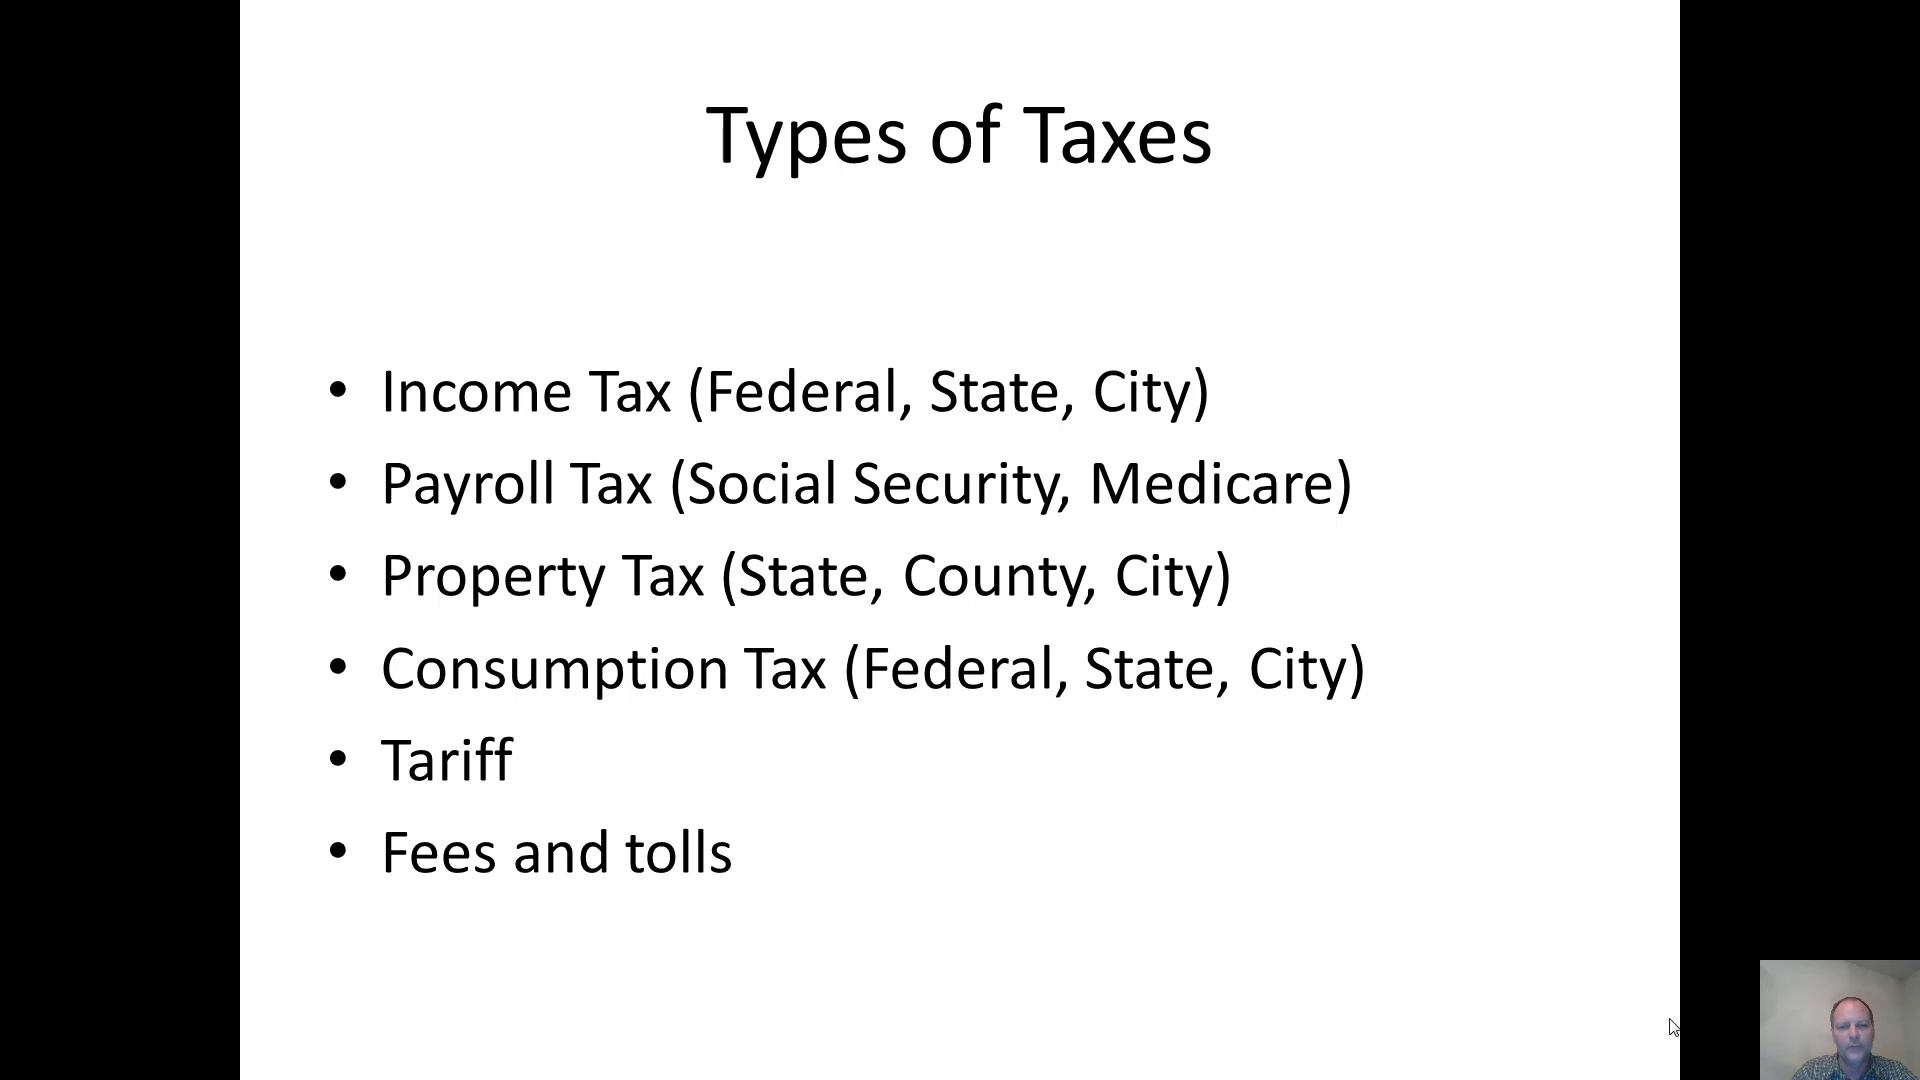 Types of Taxes
• Income Tax (Federal, State, City)
• Payroll Tax (Social Security, Medicare)
• Property Tax (State, County, City)
• Consumption Tax (Federal, State, City)
• Tariff
• Fees and tolls